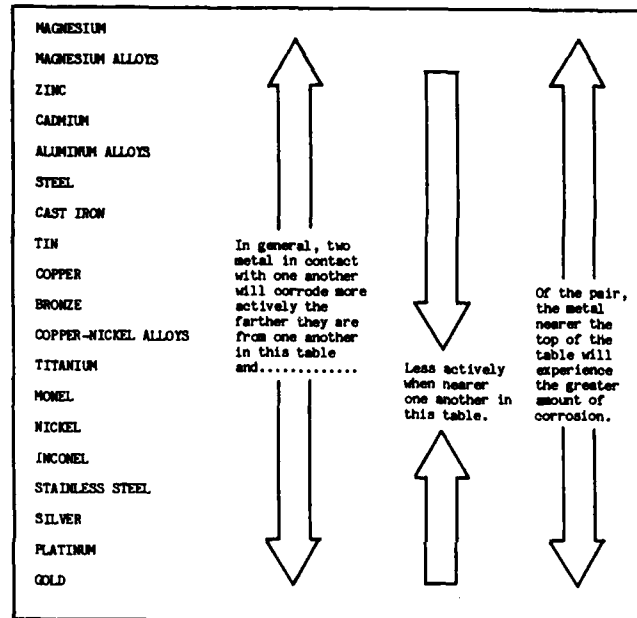 MAGNESIUM
MAGNESIUM ALLOYS
ZINC
CADMIUM
ALUMINUM ALLOYS
STEEL
CAST IRON
TIN
COPPER
BRONZE
COPPER-NICKEL ALLOYS
TITANIUM
MONEL
NICKEL
INCONEL
STAINLESS STEEL
SILVER
PLATINUM
GOLD
In general, two
metal in contact
with one another
will corrode more
actively the
farther they are
from one another
in this table
and.............
Less actively
when nearer
one another in
this table.
Of the pair,
the metal
nearer the
top of the
table will
experience
the greater
amount of
corrosion.